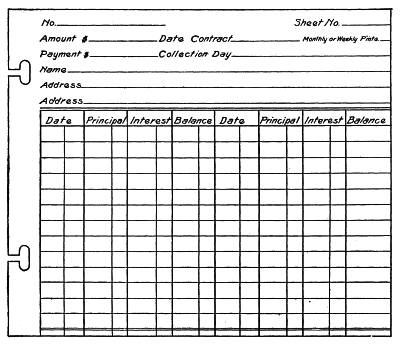 No. Sheet No.
Amount $ Date Contract Monthly or Weekly Pmts.
Payment $ Collection Day
Name
Address
Address
Date Principal Interest Balance Date Principal Interest Balance